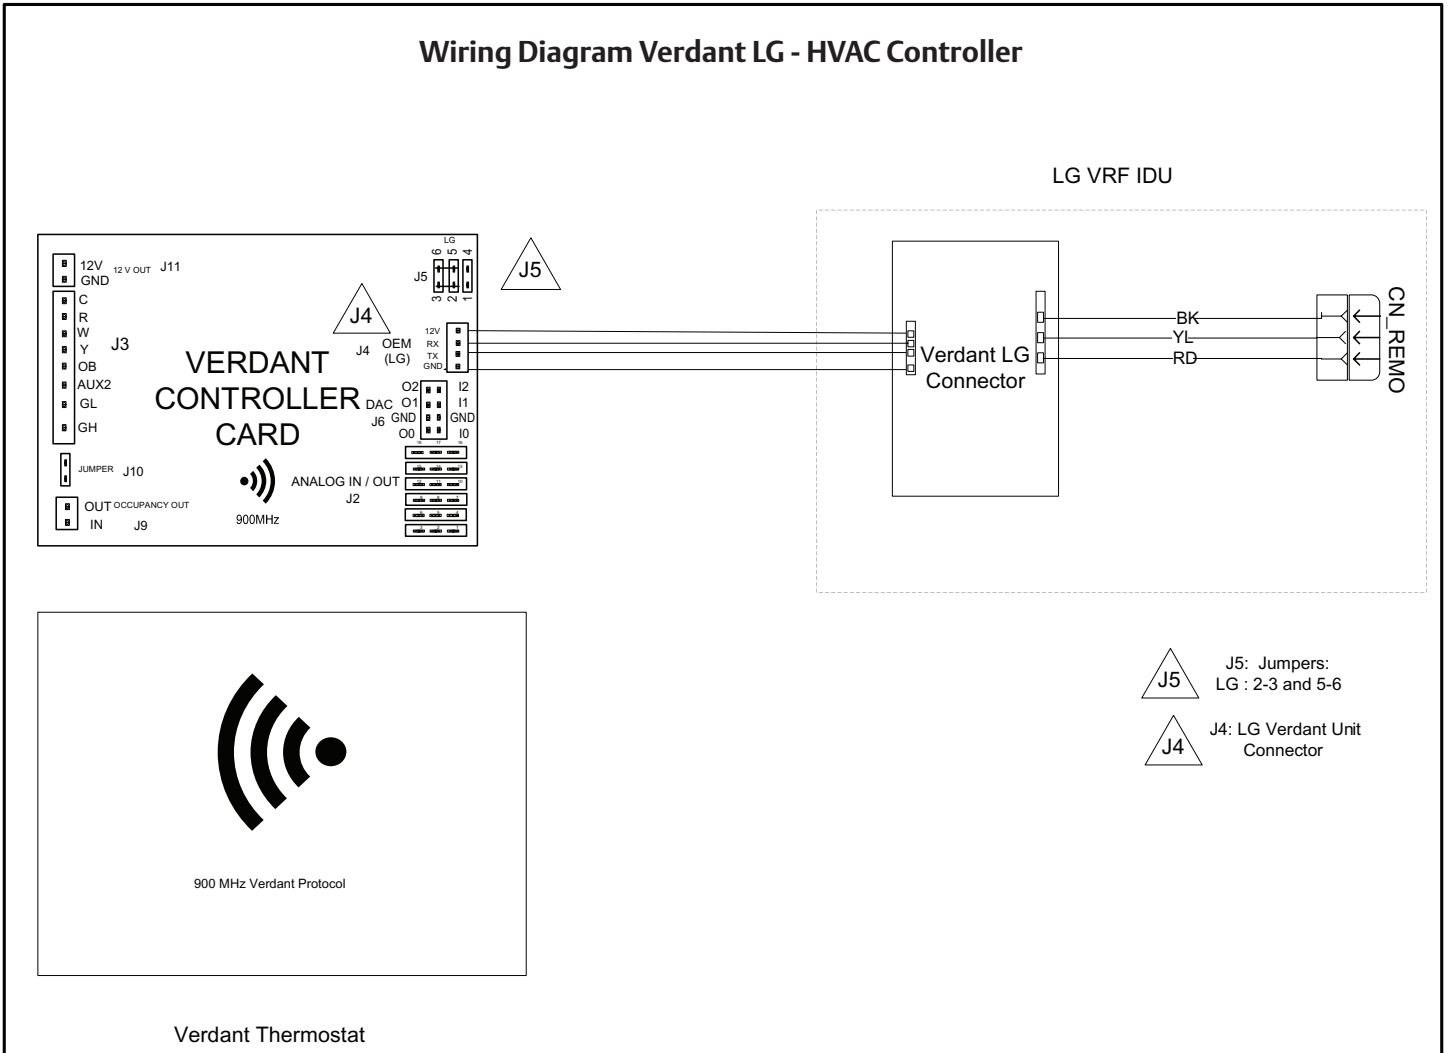 Wiring Diagram Verdant LG - HVAC Controller
LG VRF IDU
LG
6 5 4
J5
3 2 1
J5
12V
GND
12 V OUT
J11
C
R
W
Y
OB
AUX2
GL
GH
J3
J4
J4
OEM
(LG)
12V
RX
TX
GND
VERDANT
CONTROLLER
CARD
DAC
J6
O2 I2
O1 I1
GND GND
O0 I0
JUMPER J10
ANALOG IN / OUT
J2
16 17 18
900MHz
OUT OCCUPANCY OUT
IN J9
Verdant LG
Connector
BK
YL
RD
CN_REMO
J5
J5: Jumpers:
LG : 2-3 and 5-6
J4
J4: LG Verdant Unit
Connector
900 MHz Verdant Protocol
Verdant Thermostat